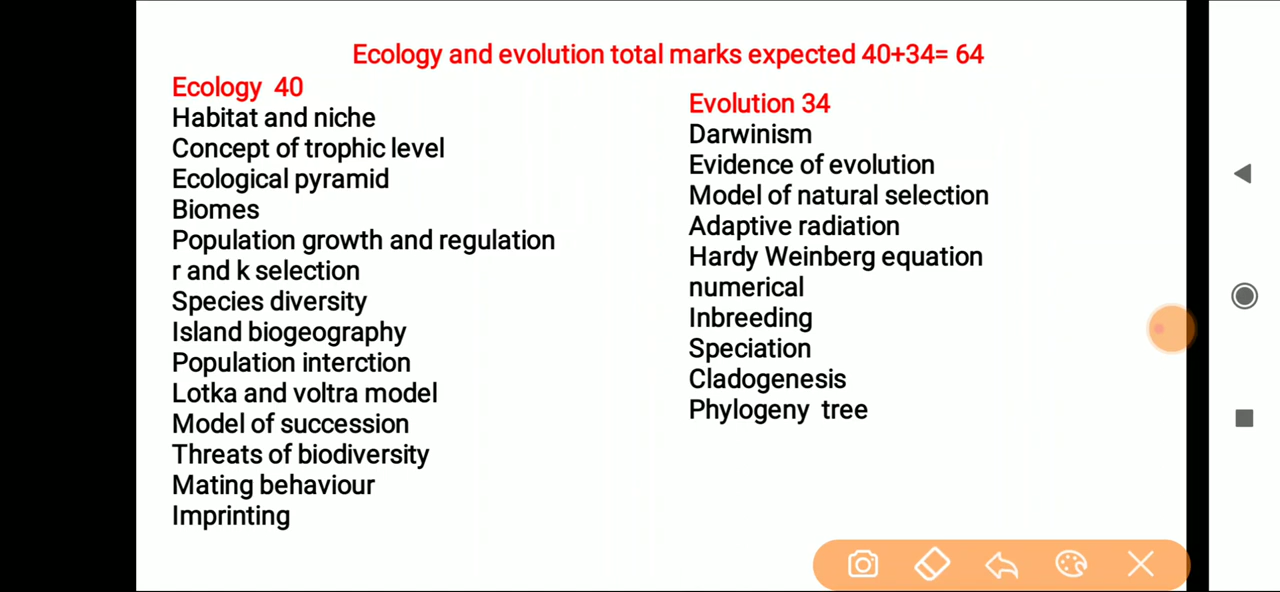 Ecology and evolution total marks expected 40+34= 64
Ecology 40
Habitat and niche
Concept of trophic level
Ecological pyramid
Biomes
Population growth and regulation
r and k selection
Species diversity
Island biogeography
Population interction
Lotka and voltra model
Model of succession
Threats of biodiversity
Mating behaviour
Imprinting
Evolution 34
Darwinism
Evidence of evolution
Model of natural selection
Adaptive radiation
Hardy Weinberg equation
numerical
Inbreeding
Speciation
Cladogenesis
Phylogeny tree